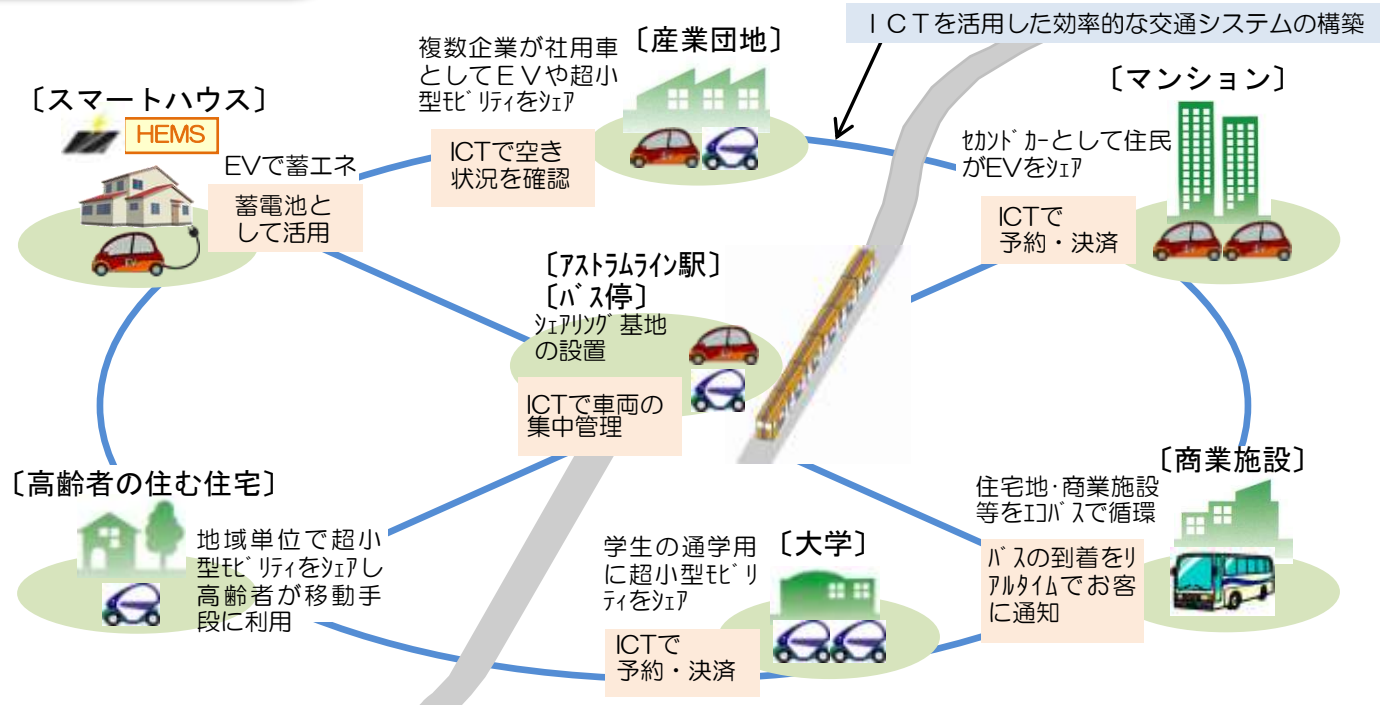 ＩＣＴを活用した効率的な交通システムの構築
〔産業団地〕
複数企業が社用車
としてＥＶや超小
型ﾓﾋﾞﾘﾃｨをｼｪｱ
ICTで空き
状況を確認
〔マンション〕
ｾｶﾝﾄﾞｶｰとして住民
がEVをｼｪｱ
ICTで
予約・決済
〔スマートハウス〕
HEMS
EVで蓄エネ
蓄電池と
して活用
〔ｱｽﾄﾗﾑﾗｲﾝ駅〕
〔ﾊﾞｽ停〕
ｼｪｱﾘﾝｸﾞ基地
の設置
ICTで車両の
集中管理
〔高齢者の住む住宅〕
地域単位で超小
型ﾓﾋﾞﾘﾃｨをｼｪｱし
高齢者が移動手
段に利用
〔大学〕
学生の通学用
に超小型ﾓﾋﾞﾘ
ﾃｨをｼｪｱ
ICTで
予約・決済
〔商業施設〕
住宅地･商業施設
等をｴｺﾊﾞｽで循環
ﾊﾞｽの到着をﾘ
ｱﾙﾀｲﾑでお客
に通知